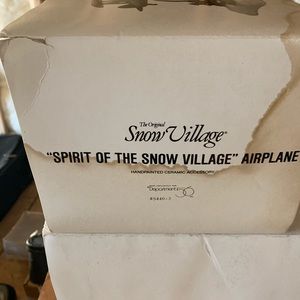 The Original
Snow Village®
"SPIRIT OF THE SNOW VILLAGE" AIRPLANE
HANDPAINTED CERAMIC ACCESSORY
Department 56